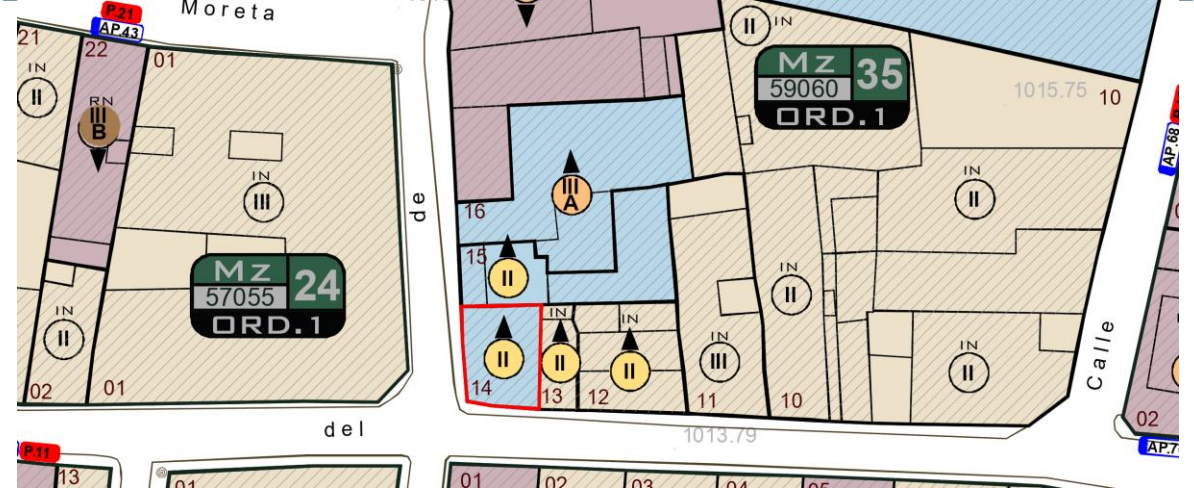 Moreta
P.21
AP.43
21
22
01
IN
II
RN
III
B
IN
III
Mz 24
57055
ORD.1
IN
II
02
01
de
16
III
A
15
II
II
14
IN
II
13
IN
II
12
IN
III
11
IN
II
10
IN
II
Mz 35
59060
ORD.1
1015.75
10
IN
II
IN
II
Calle
AP.68
02
del
1013.79
P.11
13
01
01
02
03
04
05